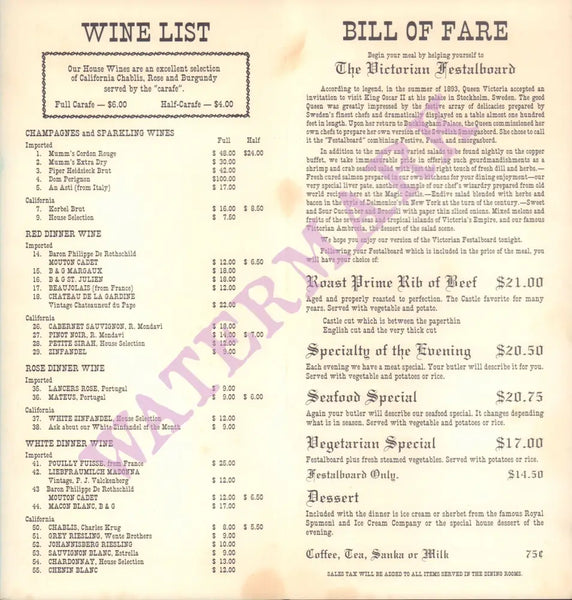 WINE LIST
Our House Wines are an excellent selection
of California Chablis, Rose and Burgundy
served by the "carafe".
Full Carafe — $6.00 Half-Carafe — $4.00
CHAMPAGNES and SPARKLING WINES
Imported Full Half
1. Mumm's Cordon Rouge $ 48.00 $24.00
2. Mumm's Extra Dry $ 30.00
3. Piper Heidsieck Brut $ 42.00
4. Dom Perignon $100.00
5. An Asti (from Italy) $ 17.00
California
7. Korbel Brut $ 16.00 $ 8.50
9. House Selection $ 7.50
RED DINNER WINE
Imported
14. Baron Philippe De Rothschild
MOUTON CADET $ 12.00 $ 6.50
15. B & G MARGAUX $ 18.00
16. B & G ST. JULIEN $ 18.00
17. BEAUJOLAIS (from France) $ 12.00
18. CHATEAU DE LA GARDINE
Vintage Chateauneuf du Pape $ 22.00
California
26. CABERNET SAUVIGNON, R. Mondavi $ 18.00
27. PINOT NOIR, R. Mondavi $ 14.00 $ 7.00
28. PETITE SIRAH, House Selection $ 12.00
29. ZINFANDEL $ 9.00
ROSE DINNER WINE
Imported
35. LANCERS ROSE, Portugal $ 9.00
36. MATEUS, Portugal $ 9.00 $ 6.00
California
37. WHITE ZINFANDEL, House Selection $ 12.00
38. Ask about our White Zinfandel of the Month $ 9.00
WHITE DINNER WINE
Imported
41. POUILLY FUISSE, from France $ 25.00
42. LIEBFRAUMILCH MADONNA
Vintage, P. J. Valckenberg $ 12.00
43 Baron Philippe De Rothschild
MOUTON CADET $ 12.00 $ 6.50
44. MACON BLANC, B & G $ 17.00
California
50. CHABLIS, Charles Krug $ 8.00 $ 5.50
51. GREY RIESLING, Wente Brothers $ 9.00
52. JOHANNISBERG RIESLING $ 10.00
53. SAUVIGNON BLANC, Estrella $ 9.00
54. CHARDONNAY, House Selection $ 13.00
55. CHENIN BLANC $ 12.00
BILL OF FARE
Begin your meal by helping yourself to
The Victorian Festalboard
According to legend, in the summer of 1893, Queen Victoria accepted an
invitation to visit King Oscar II at his palace in Stockholm, Sweden. The good
Queen was greatly impressed by the festive array of delicacies prepared by
Sweden's finest chefs and dramatically displayed on a table almost one hundred
feet in length. Upon her return to Buckingham Palace, the Queen commissioned her
own chefs to prepare her own version of the Swedish smorgasbord. She chose to call
it the "Festalboard" combining Festive, Feast, and smorgasbord.
In addition to the many and varied salads to be found nightly on the copper
buffet, we take immense pride in offering such gourmandishments as a
shrimp and crab seafood salad with just the right touch of fresh dill and herbs.—
Fresh cured salmon prepared in our own kitchens for your dining enjoyment—our
very special liver pate, another example of our chef's wizardry prepared from old
world recipes here at the Magic Castle.—Endive salad blended with herbs and
bacon in the style of Delmonico's in New York at the turn of the century.—Sweet
and Sour Cucumbers and Broccoli with paper thin sliced onions. Mixed melons and
fruits of the seven seas and tropical islands of Victoria's Empire, and our famous
Victorian Ambrosia, the dessert of the salad scene.
We hope you enjoy our version of the Victorian Festalboard tonight.
Following your Festalboard which is included in the price of the meal, you
will have your choice of:
Roast Prime Rib of Beef $21.00
Aged and properly roasted to perfection. The Castle favorite for many
years. Served with vegetable and potato.
Castle cut which is between the paperthin
English cut and the very thick cut
Specialty of the Evening $20.50
Each evening we have a meat special. Your butler will describe it for you.
Served with vegetable and potatoes or rice.
Seafood Special $20.75
Again your butler will describe our seafood special. It changes depending
what is in season. Served with vegetable and potatoes or rice.
Vegetarian Special $17.00
Festalboard plus fresh steamed vegetables. Served with potatoes or rice.
Festalboard Only. $14.50
Dessert
Included with the dinner is ice cream or sherbet from the famous Royal
Spumoni and Ice Cream Company or the special house dessert of the
evening.
Coffee, Tea, Sanka or Milk 75¢
SALES TAX WILL BE ADDED TO ALL ITEMS SERVED IN THE DINING ROOMS.
WATERMARK